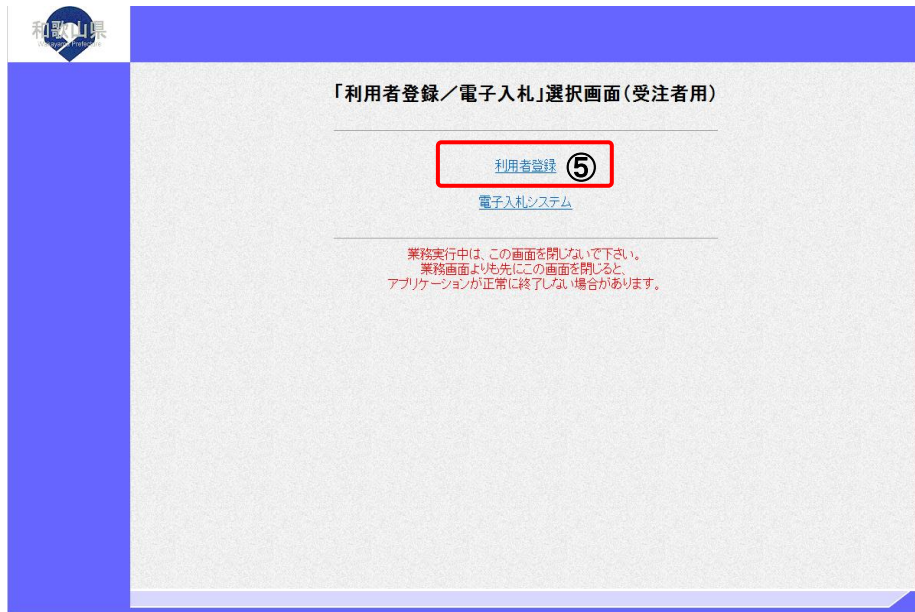 和歌山県
Wakayama Prefecture
「利用者登録／電子入札」選択画面(受注者用)
利用者登録 ⑤
電子入札システム
業務実行中は、この画面を閉じないで下さい。
業務画面よりも先にこの画面を閉じると、
アプリケーションが正常に終了しない場合があります。